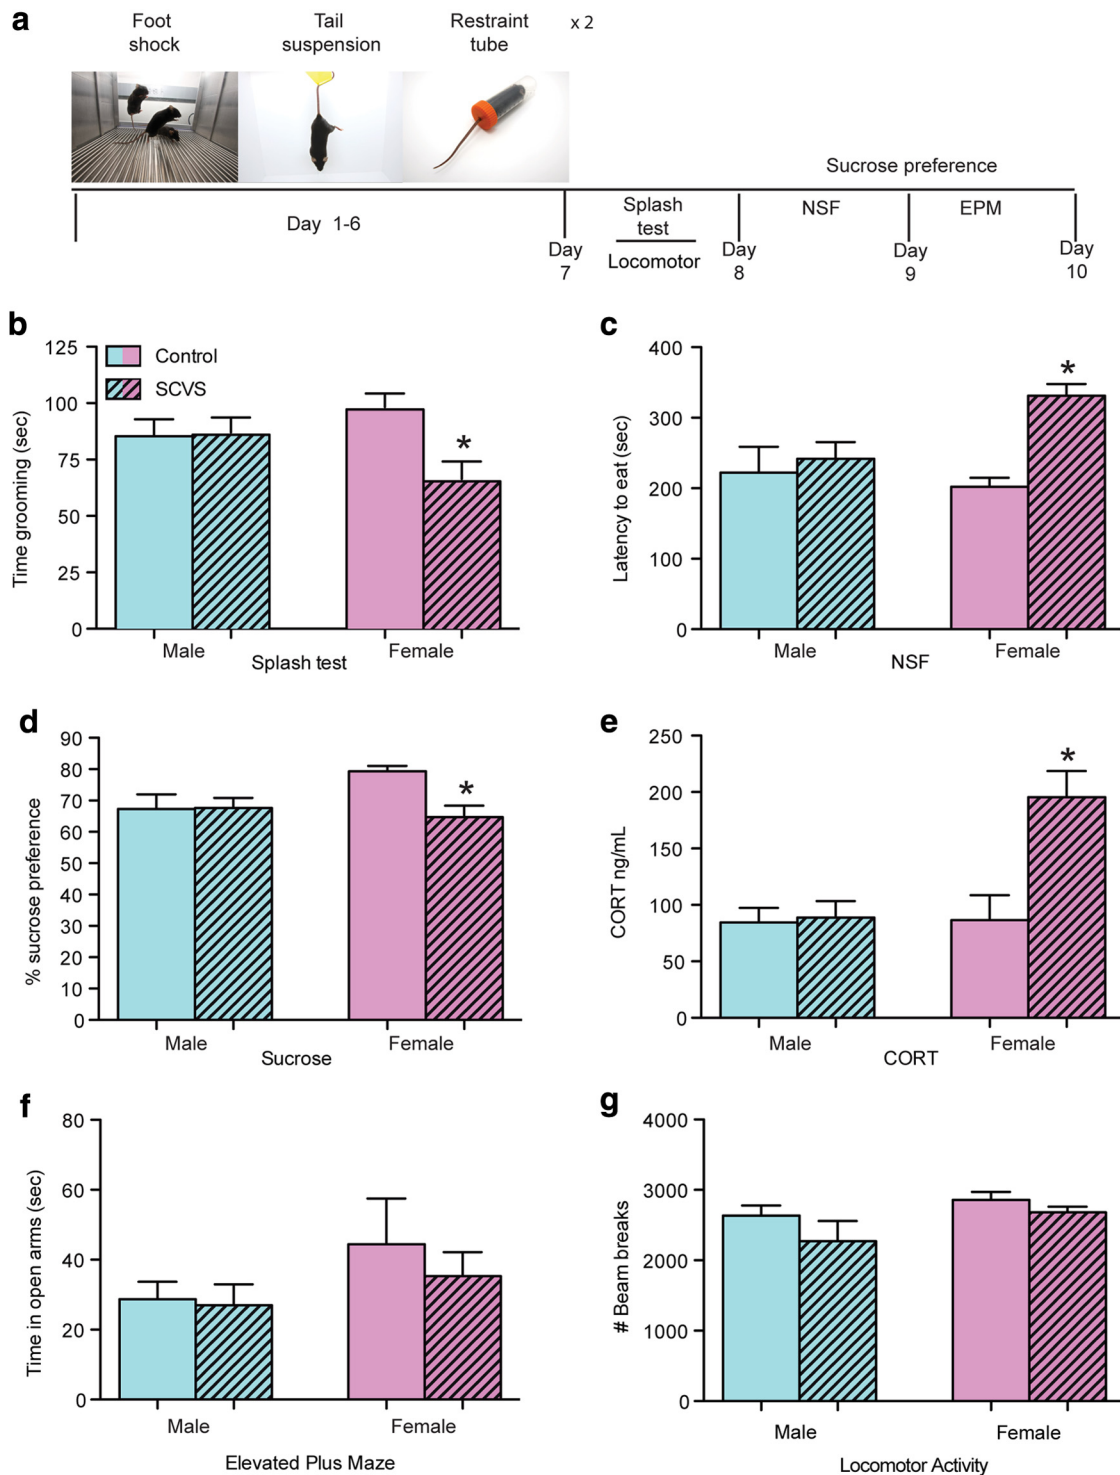 a
Foot
shock
Tail
suspension
Restraint
tube
x 2
Sucrose preference
Day 1-6
Day
7
Splash
test
Locomotor
Day
8
NSF
Day
9
EPM
Day
10
b
Time grooming (sec)
125
100
75
50
25
0
Control
SCVS
*
Male
Female
Splash test
c
Latency to eat (sec)
400
300
200
100
0
*
Male
Female
NSF
d
% sucrose preference
90
80
70
60
50
40
30
20
10
0
*
Male
Female
Sucrose
e
CORT ng/mL
250
200
150
100
50
0
*
Male
Female
CORT
f
Time in open arms (sec)
80
60
40
20
0
Male
Female
Elevated Plus Maze
g
# Beam breaks
4000
3000
2000
1000
0
Male
Female
Locomotor Activity